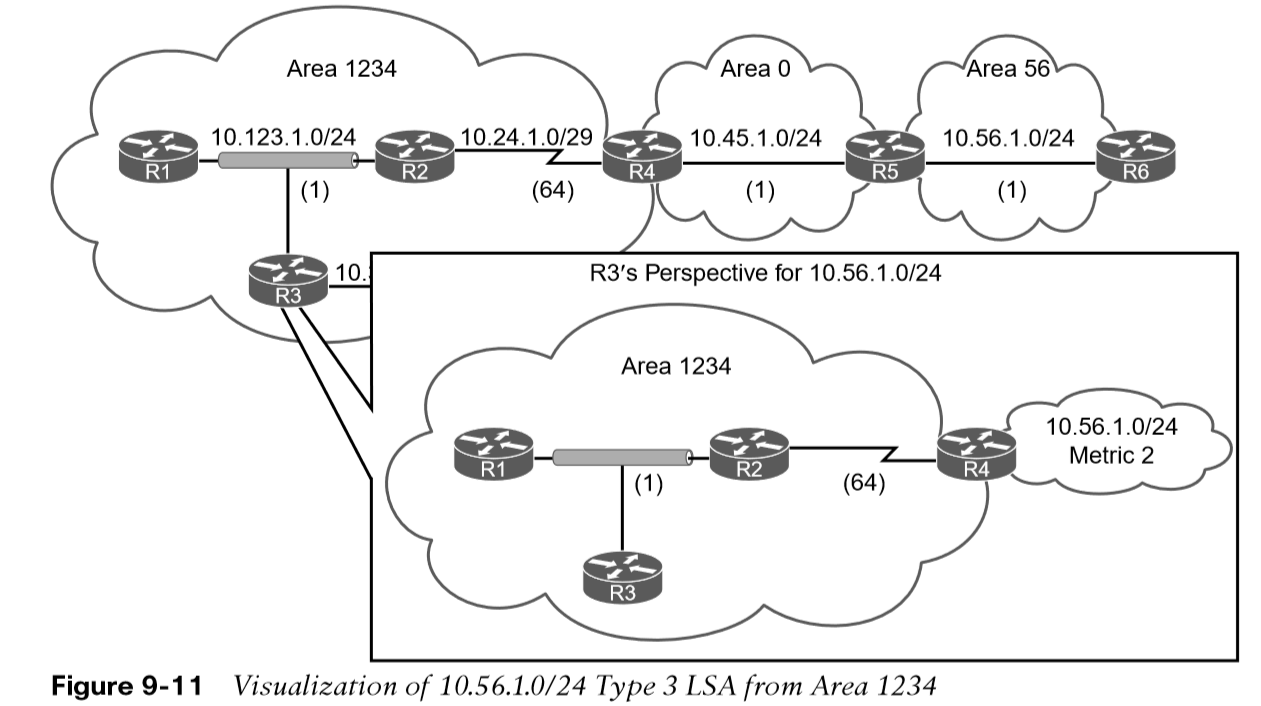 Area 1234
Area 0
Area 56
10.123.1.0/24
10.24.1.0/29
10.45.1.0/24
10.56.1.0/24
R1
R2
R4
R5
R6
(1)
(64)
(1)
(1)
R3
10.
R3's Perspective for 10.56.1.0/24
Area 1234
10.56.1.0/24
Metric 2
R1
R2
R4
(1)
(64)
R3
Figure 9-11 Visualization of 10.56.1.0/24 Type 3 LSA from Area 1234